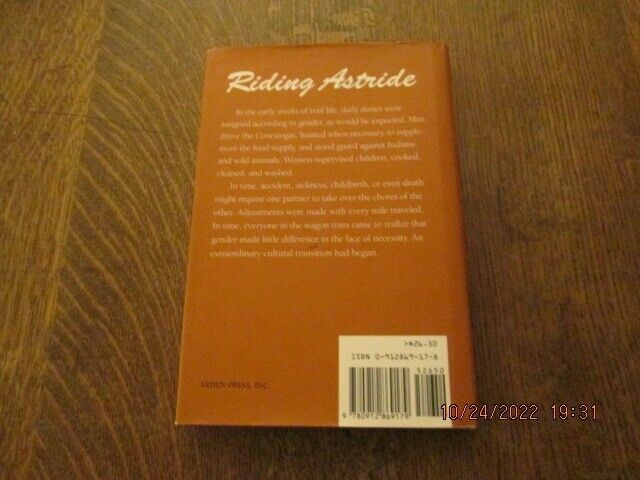 Riding Astride
In the early weeks of trail life, daily duties were
assigned according to gender, as would be expected. Men
drove the Conestogas, hunted when necessary to supple-
ment the food supply, and stood guard against Indians
and wild animals. Women supervised children, cooked,
cleaned, and washed.
In time, accident, sickness, childbirth, or even death
might require one partner to take over the chores of the
other. Adjustments were made with every mile traveled.
In time, everyone in the wagon train came to realize that
gender made little difference in the face of necessity. An
extraordinary cultural transition had begun.
>$26.50
ISBN 0-912869-17-8
52650
ARDEN PRESS, INC.
9 780912 869179
10/24/2022 19:31